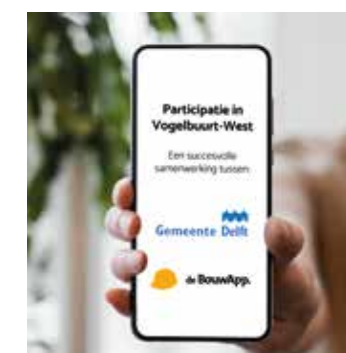 Participatie in
Vogelbuurt-West
Een succesvolle
samenwerking tussen
Gemeente Delft
de BouwApp.